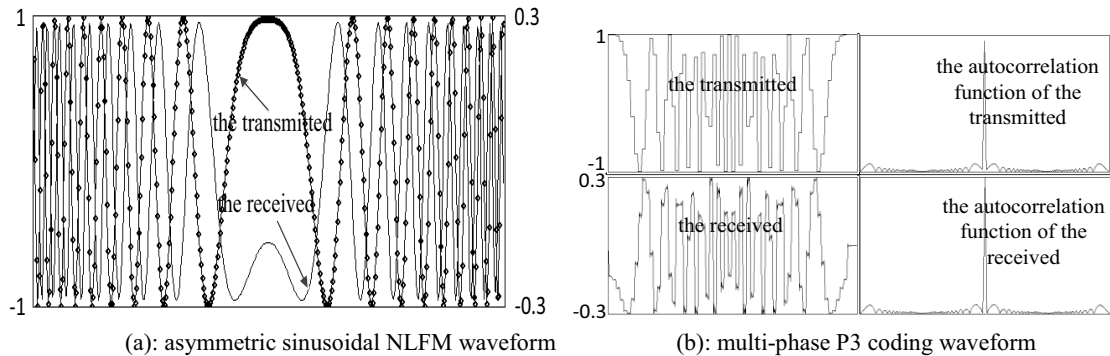 1
0.3
the transmitted
the received
-1
-0.3
(a): asymmetric sinusoidal NLFM waveform
1
the transmitted
the autocorrelation
function of the
transmitted
-1
0.3
the received
the autocorrelation
function of the
received
-0.3
(b): multi-phase P3 coding waveform